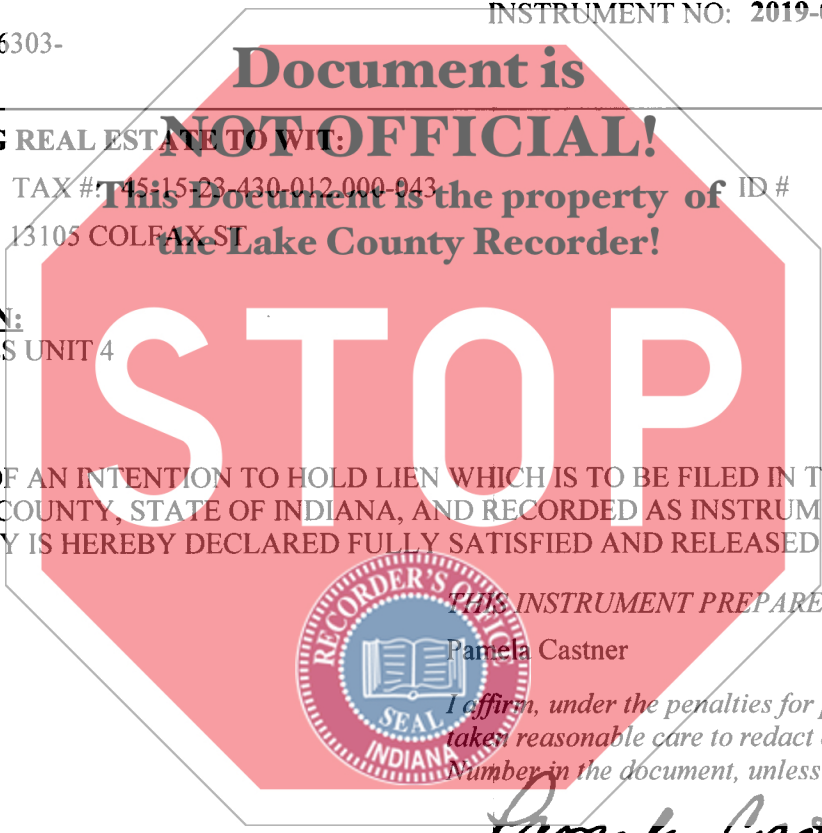 INSTRUMENT NO: 2019-0
6303-
Document is
NOT OFFICIAL!
G REAL ESTATE TO WIT:
TAX #: 45-15-23-430-012.000-043 ID #
This Document is the property of
13105 COLFAX ST
the Lake County Recorder!
N:
S UNIT 4
STOP
OF AN INTENTION TO HOLD LIEN WHICH IS TO BE FILED IN T
COUNTY, STATE OF INDIANA, AND RECORDED AS INSTRUM
Y IS HEREBY DECLARED FULLY SATISFIED AND RELEASED
RECORDER'S OFFICE
SEAL
INDIANA
THIS INSTRUMENT PREPARE
Pamela Castner
I affirm, under the penalties for p
taken reasonable care to redact e
Number in the document, unless